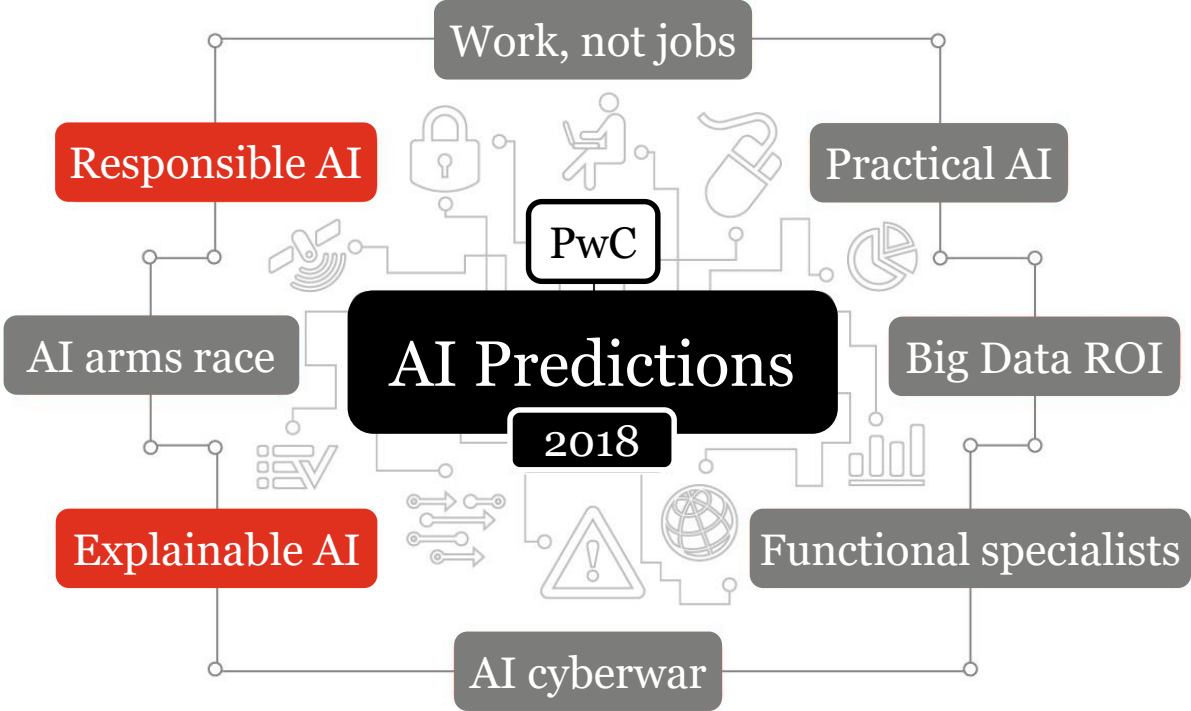 Work, not jobs
Responsible AI
Practical AI
PwC
AI Predictions
2018
AI arms race
Big Data ROI
Explainable AI
Functional specialists
AI cyberwar